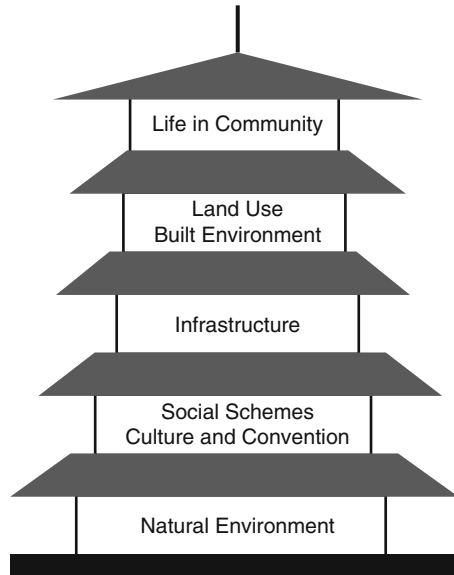 Life in Community
Land Use
Built Environment
Infrastructure
Social Schemes
Culture and Convention
Natural Environment